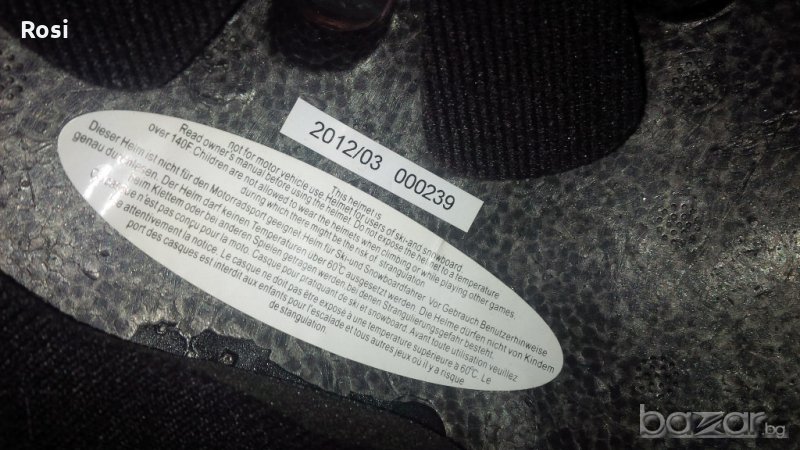 Rosi
2012/03 000239
This helmet is
not for motor vehicle use. Helmet for users of ski-and snowboard.
Read owner's manual before using the helmet. Do not expose the helmet to a temperature
over 140F Children are not allowed to wear the helmets when climbing or while playing other games.
during which there might be the risk of strangulation.
Dieser Helm ist nicht für den Motorradsport geeignet Helm für Ski-und Snowboardfahrer. Vor Gebrauch Benutzerhinweise
genau durchlesen. Der Helm darf keinen Temperaturen über 60°C ausgesetzt werden. Die Helme dürfen nicht von Kindern
beim Klettern oder bei anderen Spielen getragen werden bei denen Strangulierungsgefahr besteht.
casque n'est pas conçu pour la moto. Casque pour pratiquant de ski et snowboard. Avant toute utilisation veuillez
attentivement la notice. Le casque ne doit pas être exposé à une température supérieure à 60°C. Le
port des casques est interdit aux enfants pour l'escalade et tous autres jeux où il y a risque
de stangulation
bazar.bg